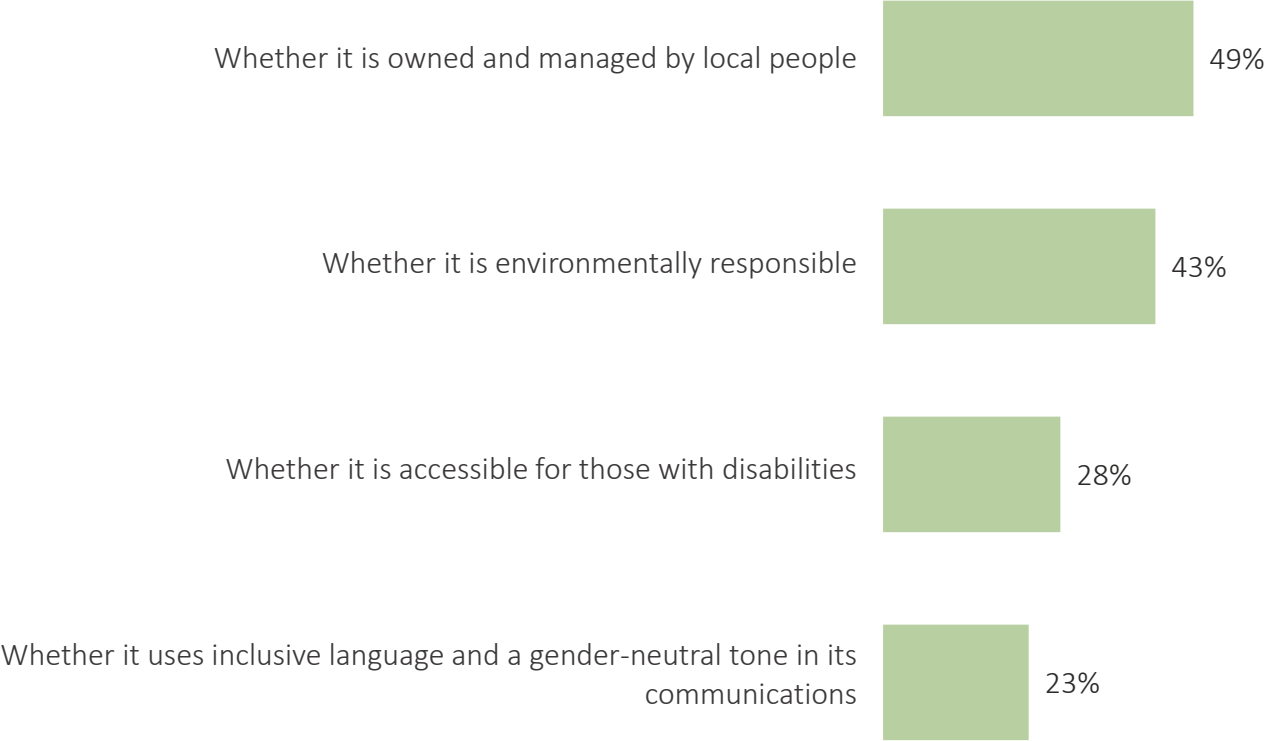 Whether it is owned and managed by local people 49%
Whether it is environmentally responsible 43%
Whether it is accessible for those with disabilities 28%
Whether it uses inclusive language and a gender-neutral tone in its
communications 23%